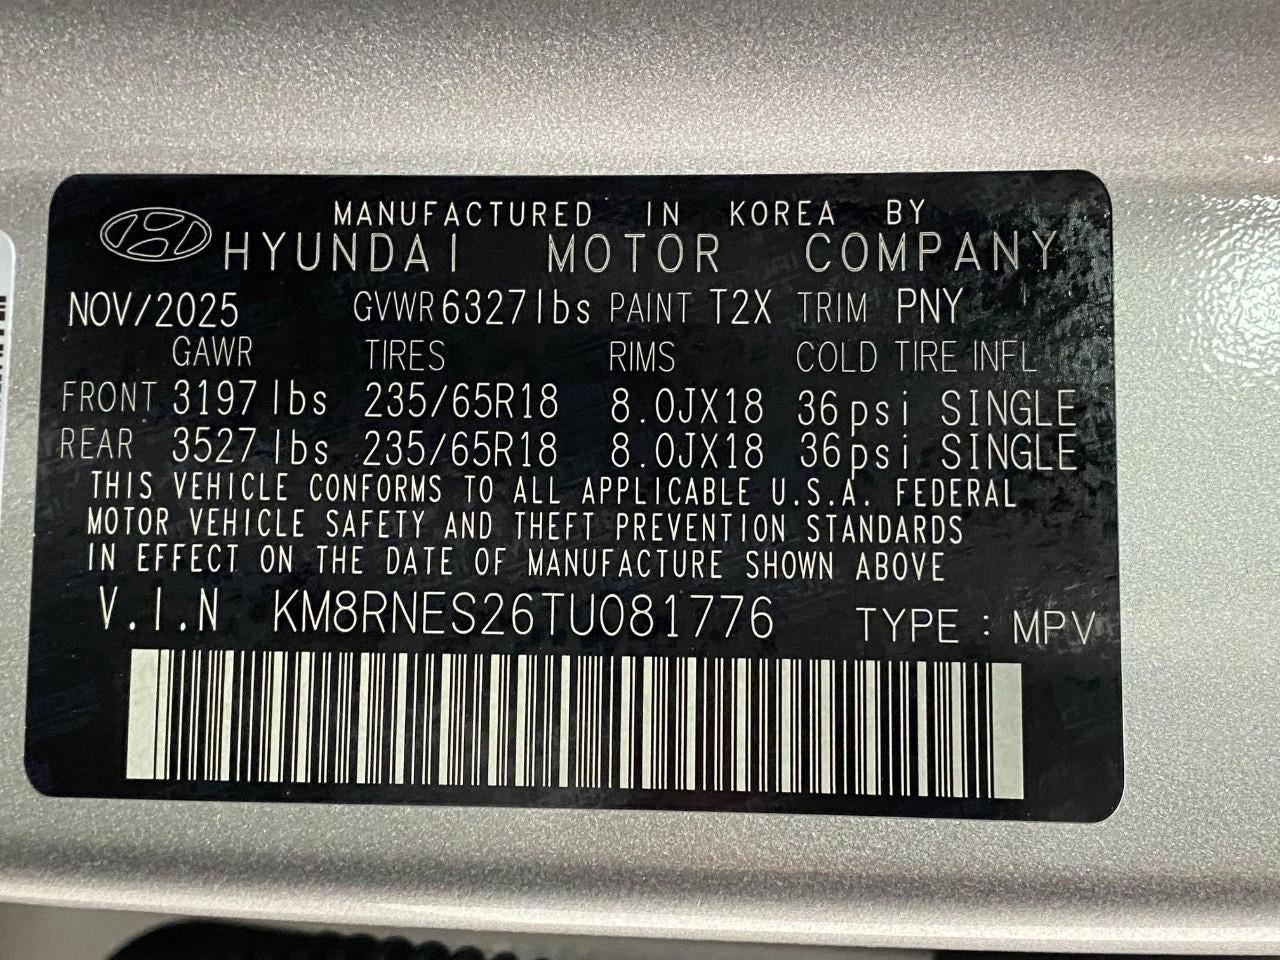 MANUFACTURED IN KOREA BY
HYUNDAI MOTOR COMPANY
NOV/2025 GVWR 6327lbs PAINT T2X TRIM PNY
GAWR TIRES RIMS COLD TIRE INFL
FRONT 3197lbs 235/65R18 8.0JX18 36psi SINGLE
REAR 3527lbs 235/65R18 8.0JX18 36psi SINGLE
THIS VEHICLE CONFORMS TO ALL APPLICABLE U.S.A. FEDERAL
MOTOR VEHICLE SAFETY AND THEFT PREVENTION STANDARDS
IN EFFECT ON THE DATE OF MANUFACTURE SHOWN ABOVE
V.I.N KM8RNES26TU081776 TYPE : MPV